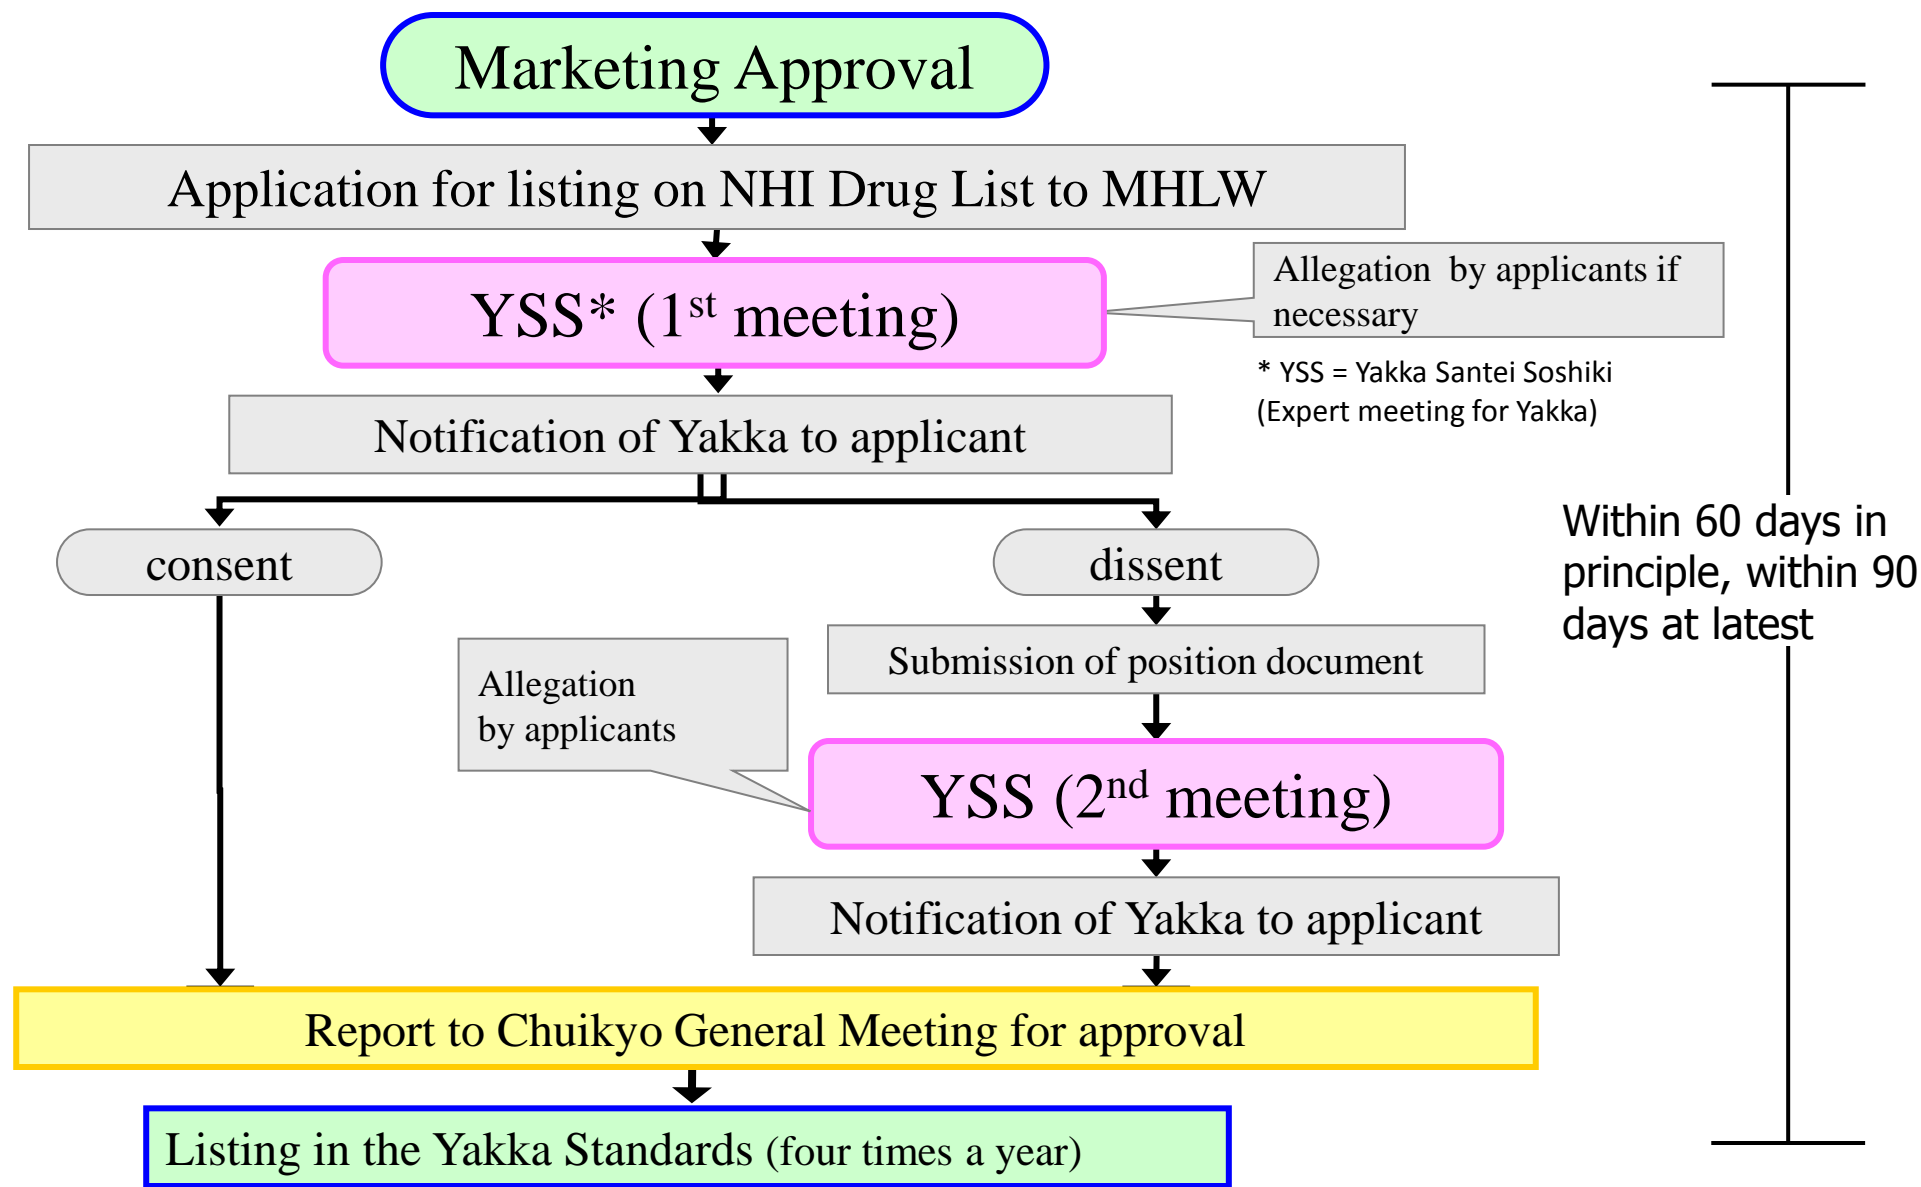 Marketing Approval
Application for listing on NHI Drug List to MHLW
YSS* (1st meeting)
Allegation by applicants if
necessary
* YSS = Yakka Santei Soshiki
(Expert meeting for Yakka)
Notification of Yakka to applicant
consent
dissent
Within 60 days in
principle, within 90
days at latest
Submission of position document
Allegation
by applicants
YSS (2nd meeting)
Notification of Yakka to applicant
Report to Chuikyo General Meeting for approval
Listing in the Yakka Standards (four times a year)